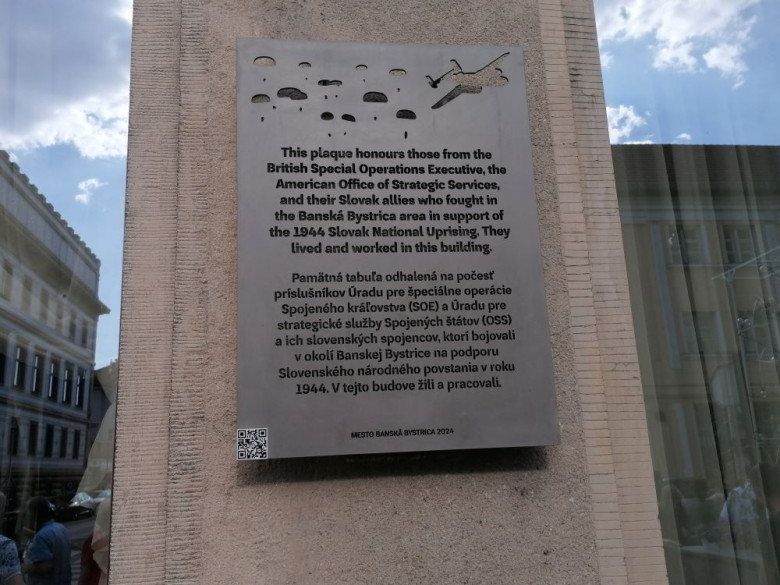 This plaque honours those from the
British Special Operations Executive, the
American Office of Strategic Services,
and their Slovak allies who fought in
the Banská Bystrica area in support of
the 1944 Slovak National Uprising. They
lived and worked in this building.
Pamätná tabuľa odhalená na počesť
príslušníkov Úradu pre špeciálne operácie
Spojeného kráľovstva (SOE) a Úradu pre
strategické služby Spojených štátov (OSS)
a ich slovenských spojencov, ktorí bojovali
v okolí Banskej Bystrice na podporu
Slovenského národného povstania v roku
1944. V tejto budove žili a pracovali.
MESTO BANSKÁ BYSTRICA 2024